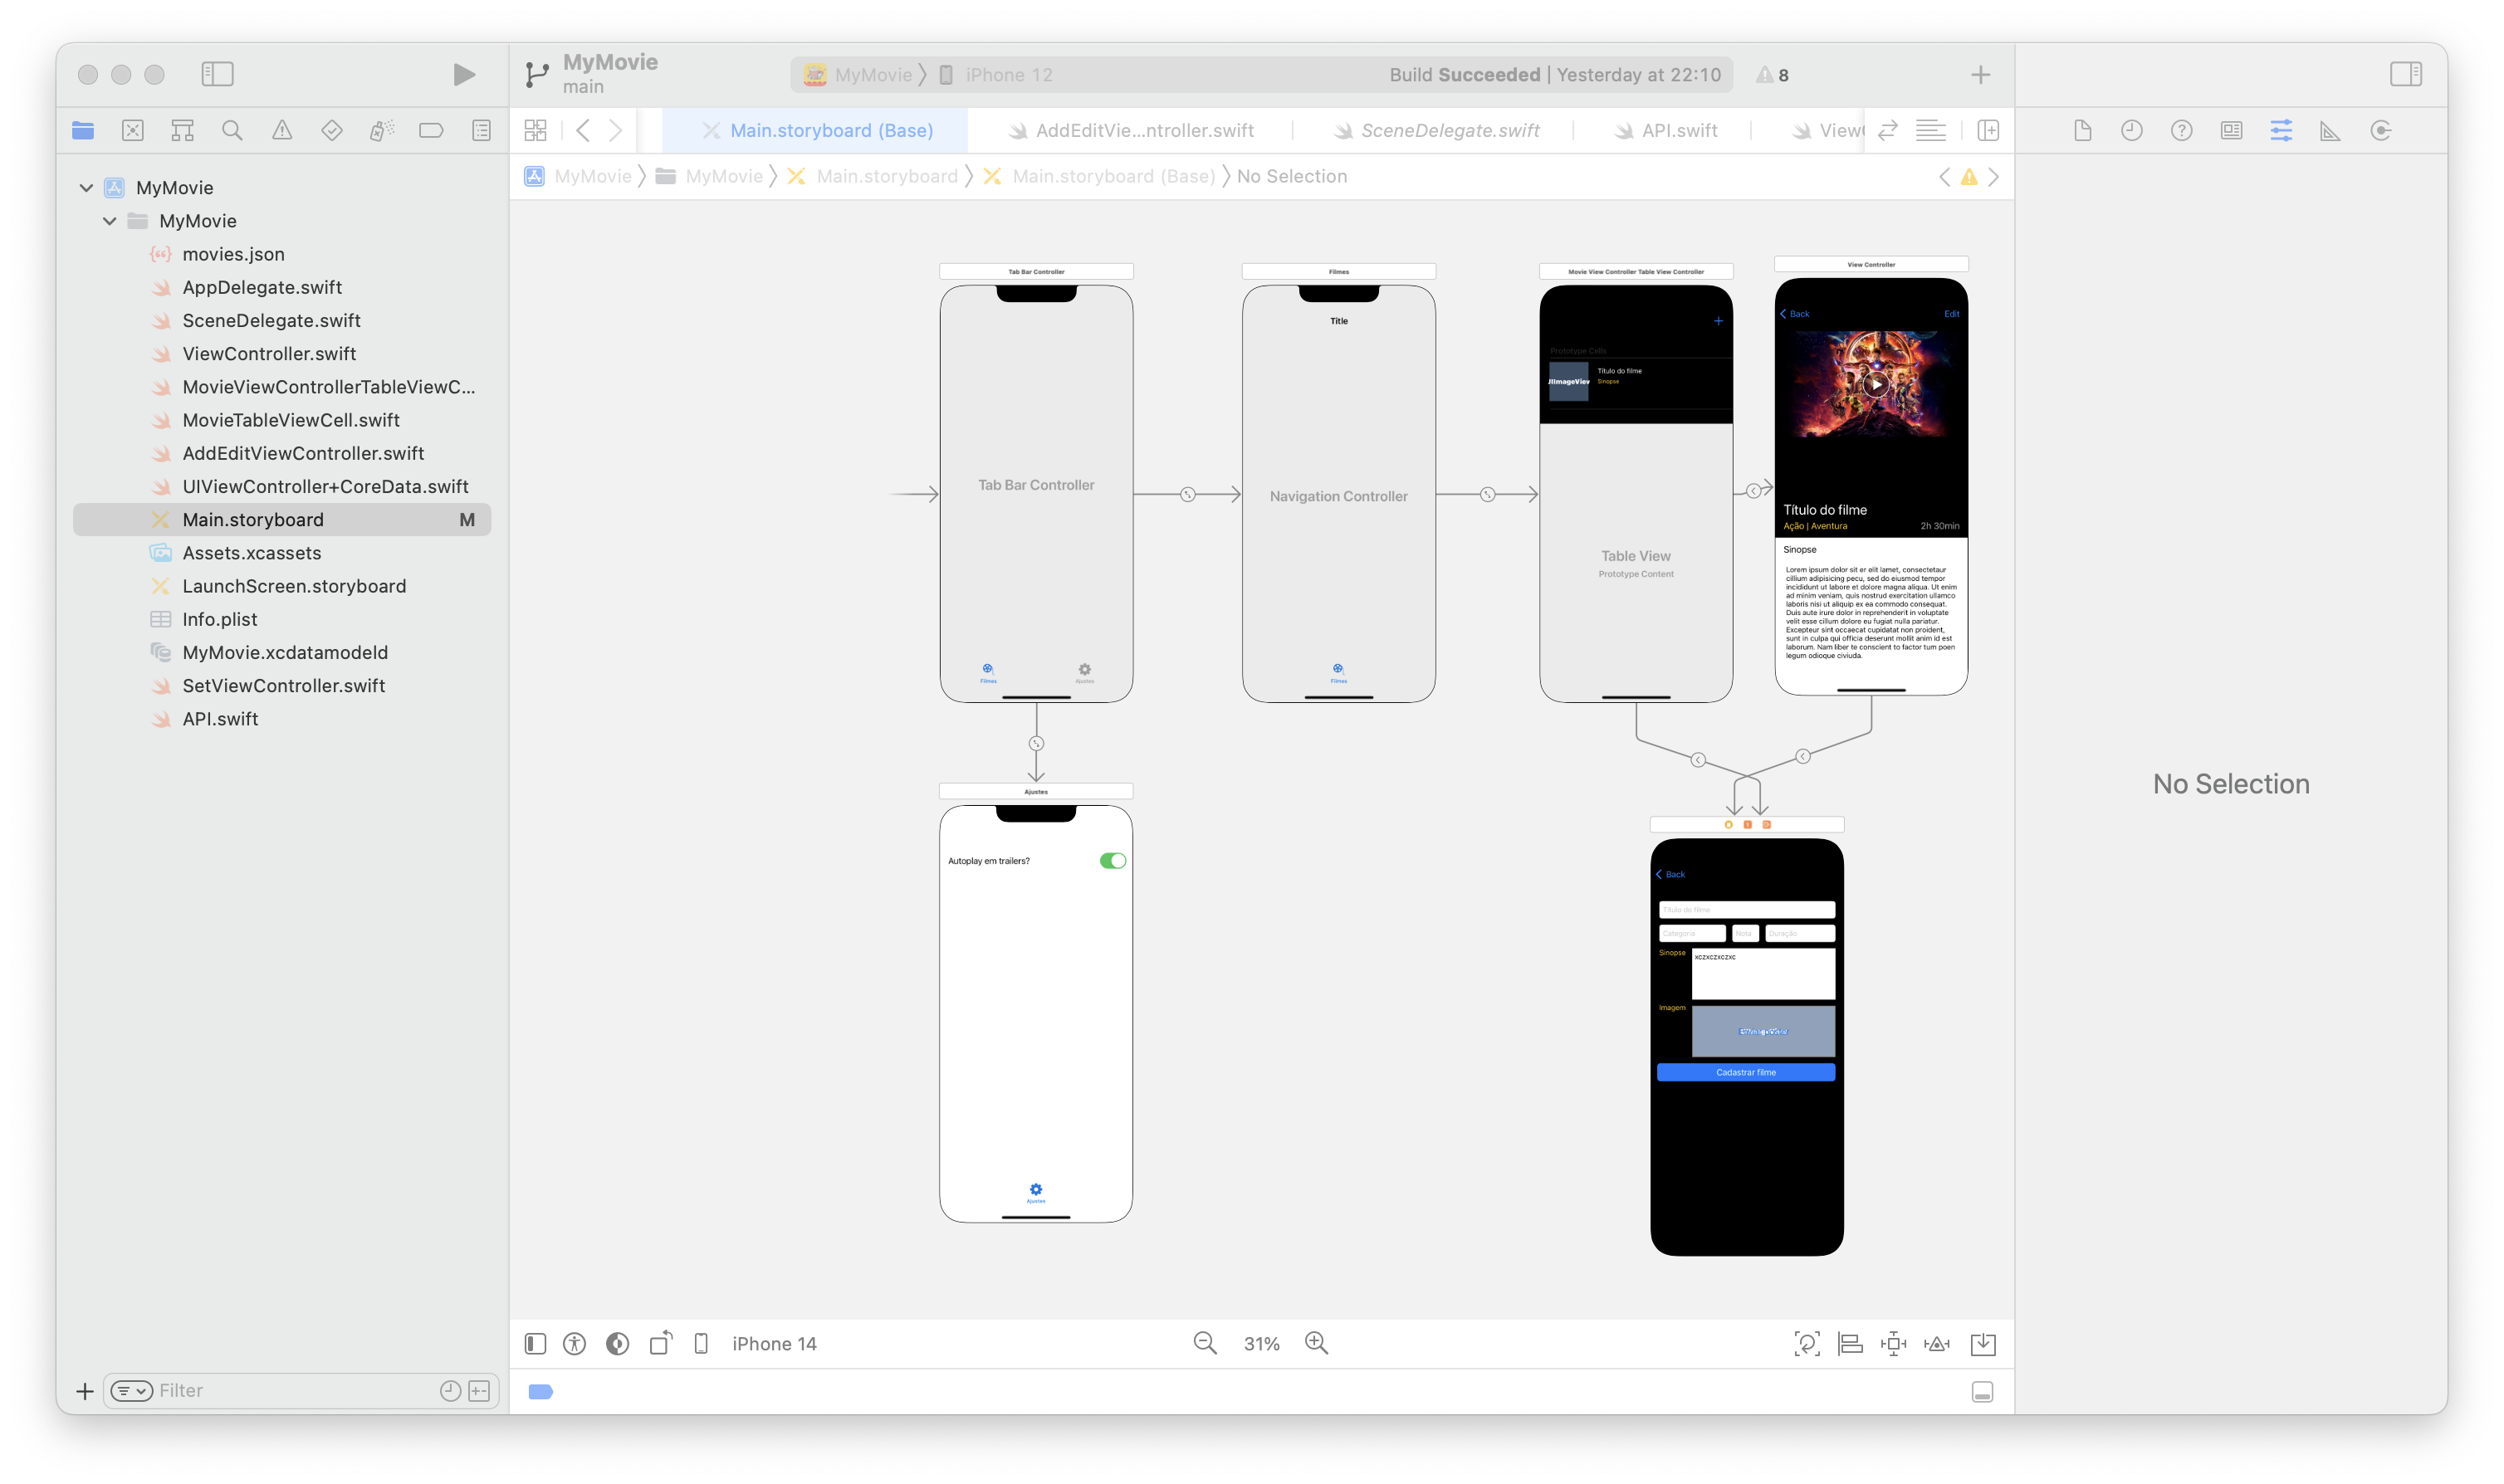 MyMovie
main
MyMovie
iPhone 12
Build Succeeded | Yesterday at 22:10
8
Main.storyboard (Base)
AddEditVie...ntroller.swift
SceneDelegate.swift
API.swift
View
MyMovie
MyMovie
Main.storyboard
Main.storyboard (Base)
No Selection
MyMovie
MyMovie
movies.json
AppDelegate.swift
SceneDelegate.swift
ViewController.swift
MovieViewControllerTableViewC...
MovieTableViewCell.swift
AddEditViewController.swift
UIViewController+CoreData.swift
Main.storyboard
M
Assets.xcassets
LaunchScreen.storyboard
Info.plist
MyMovie.xcdatamodeld
SetViewController.swift
API.swift
Filter
Tab Bar Controller
Tab Bar Controller
Filmes
Ajustes
Filmes
Title
Navigation Controller
Filmes
Movie View Controller Table View Controller
Prototype Cells
Título do filme
Sinopse
Table View
Prototype Content
View Controller
Back
Edit
Título do filme
Ação | Aventura
2h 30min
Sinopse
Lorem ipsum dolor sit er elit lamet, consectetaur
cillium adipisicing pecu, sed do eiusmod tempor
incididunt ut labore et dolore magna aliqua. Ut enim
ad minim veniam, quis nostrud exercitation ullamco
laboris nisi ut aliquip ex ea commodo consequat.
Duis aute irure dolor in reprehenderit in voluptate
velit esse cillum dolore eu fugiat nulla pariatur.
Excepteur sint occaecat cupidatat non proident,
sunt in culpa qui officia deserunt mollit anim id est
laborum. Nam liber te conscient to factor tum poen
legum odioque civiuda.
Ajustes
Autoplay em trailers?
Ajustes
Back
Título do filme
Categoria
Nota
Duração
Sinopse
xczxczxczxc
Imagem
Cadastrar filme
No Selection
iPhone 14
31%